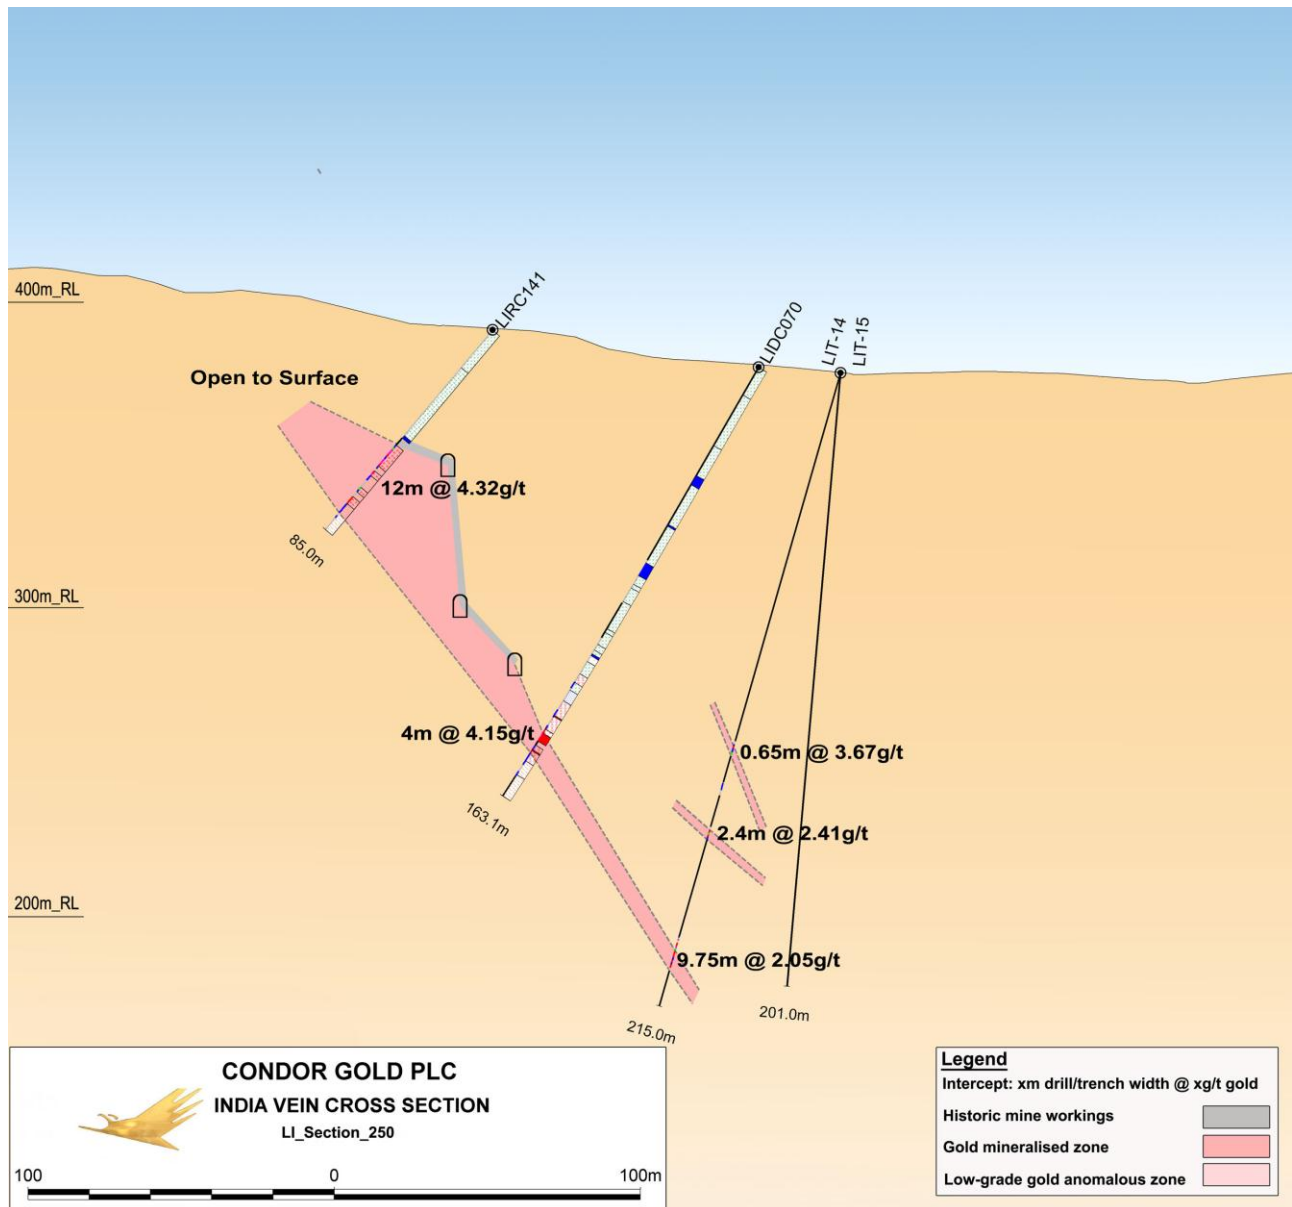 400m_RL
LIRC141
LIDC070
LIT-14
LIT-15
Open to Surface
12m @ 4.32g/t
85.0m
300m_RL
4m @ 4.15g/t
0.65m @ 3.67g/t
163.1m
2.4m @ 2.41g/t
200m_RL
9.75m @ 2.05g/t
201.0m
215.0m
CONDOR GOLD PLC
INDIA VEIN CROSS SECTION
LI_Section_250
100 0 100m
Legend
Intercept: xm drill/trench width @ xg/t gold
Historic mine workings
Gold mineralised zone
Low-grade gold anomalous zone